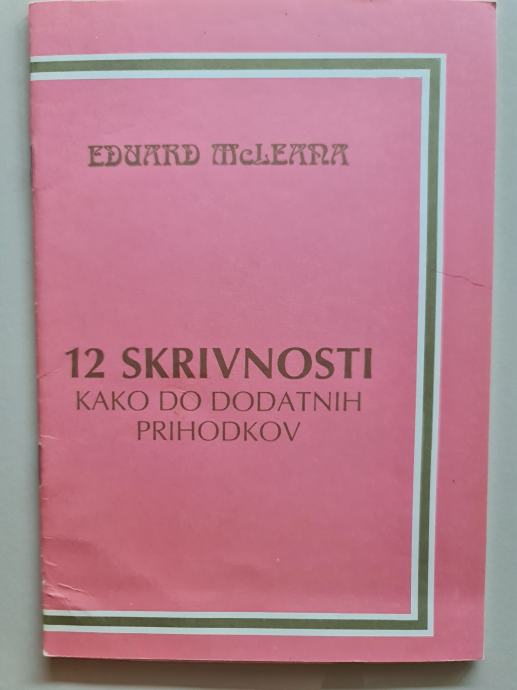 EDUARD McLEANA
12 SKRIVNOSTI
KAKO DO DODATNIH
PRIHODKOV